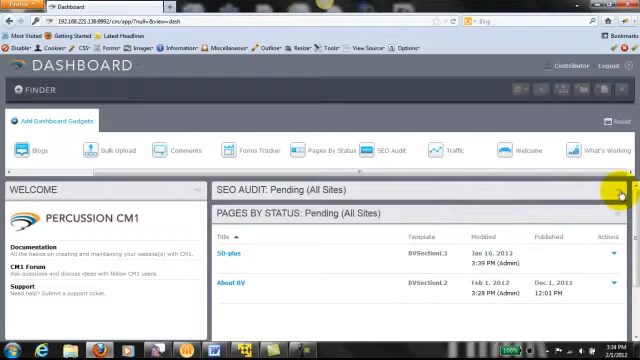 Firefox
Dashboard
192.168.221.136:9992/cm/app/?null=&view=dash
Bing
Most Visited Getting Started Latest Headlines
Bookmarks
Disable Cookies CSS Forms Images Information Miscellaneous Outline Resize Tools View Source Options
DASHBOARD
Contributor Logout
FINDER
Add Dashboard Gadgets
Reset
Blogs Bulk Upload Comments Forms Tracker Pages By Status SEO Audit Traffic Welcome What's Working
WELCOME
SEO AUDIT: Pending (All Sites)
PERCUSSION CM1
PAGES BY STATUS: Pending (All Sites)
Title Template Modified Published Actions
Documentation
All the basics on creating and maintaining your website(s) with CM1.
CM1 Forum
Ask questions and discuss ideas with fellow CM1 users.
Support
Need help? Submit a support ticket.
50-plus BVSectionL3 Jan 16, 2012
3:39 PM (Admin)
About BV BVSectionL2 Feb 1, 2012 Dec 1, 2011
3:28 PM (Admin) 12:01 PM
100%
3:34 PM
2/1/2012